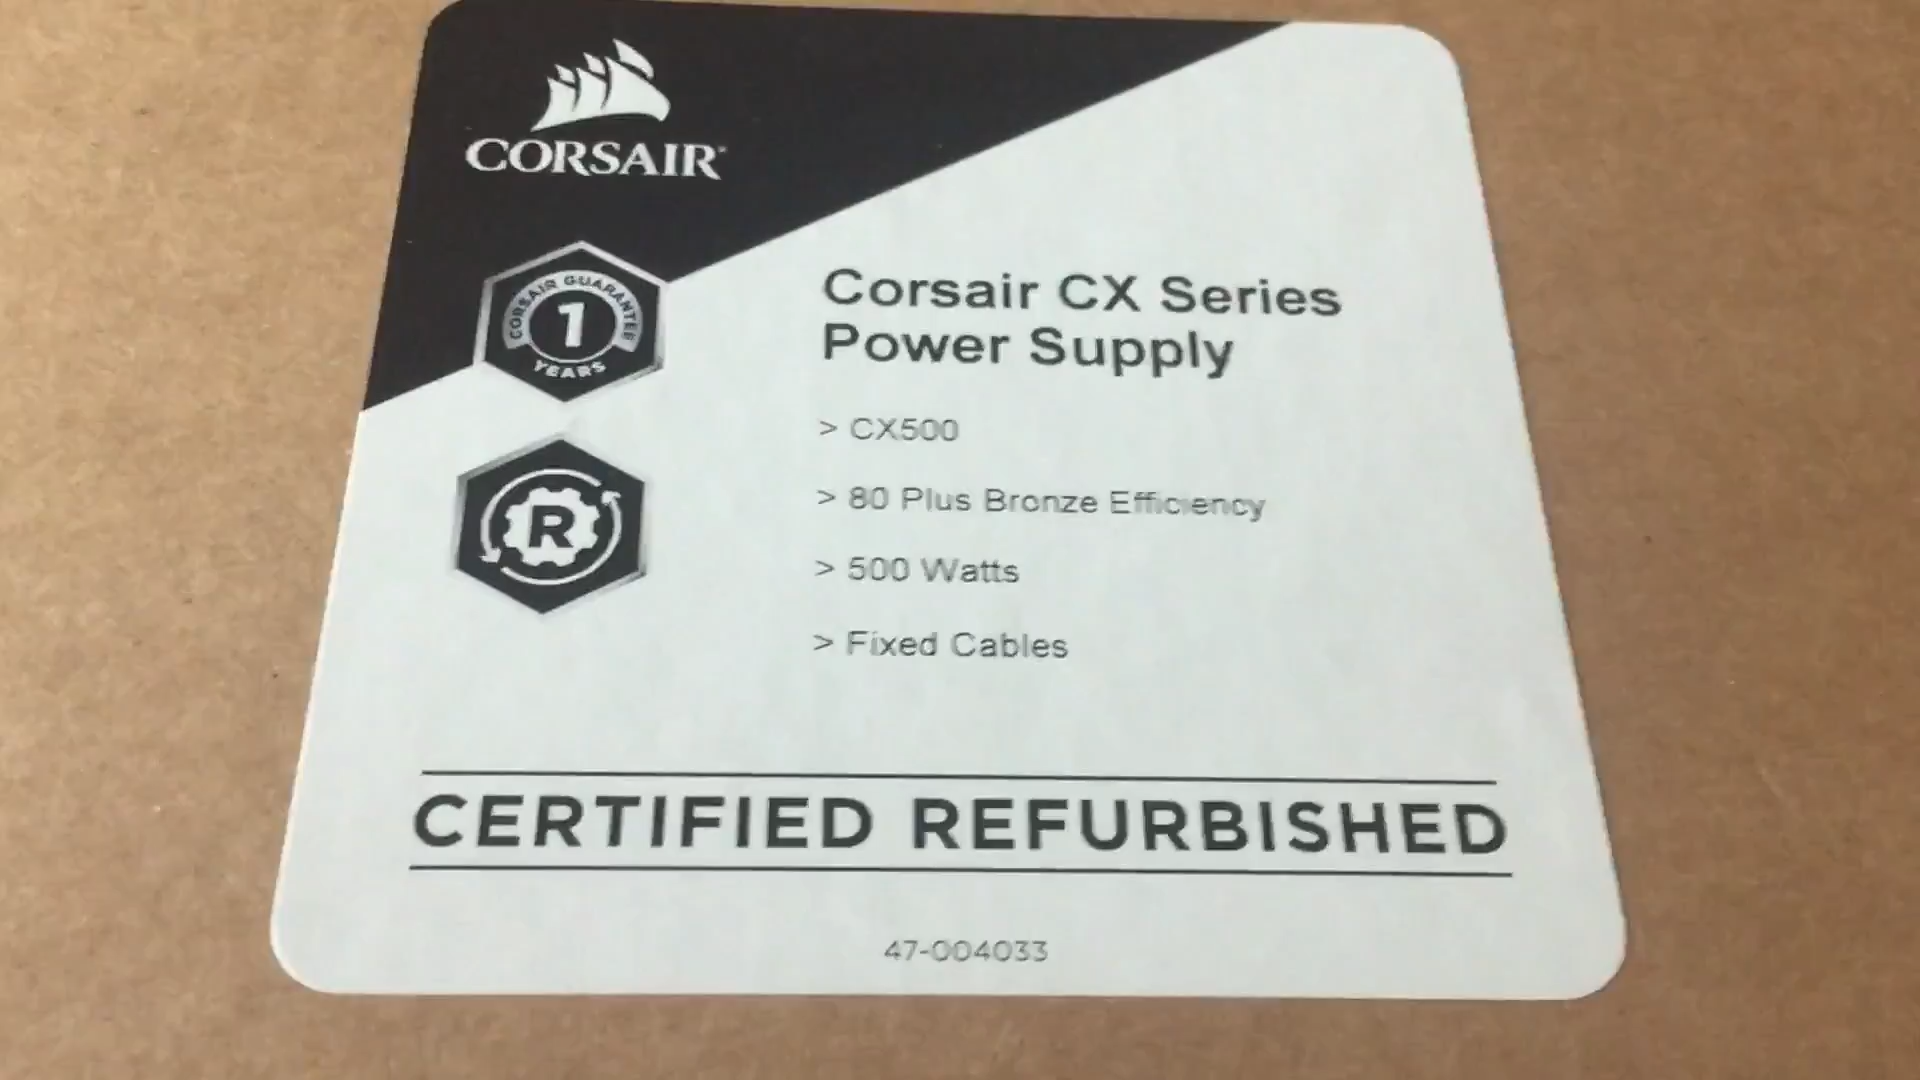 CORSAIR
CORSAIR GUARANTEE
1
YEARS
Corsair CX Series
Power Supply
> CX500
> 80 Plus Bronze Efficiency
R
> 500 Watts
> Fixed Cables
CERTIFIED REFURBISHED
47-004033